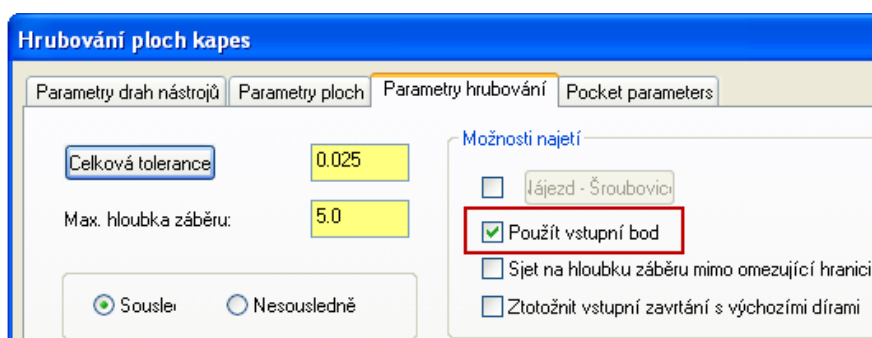 Hrubování ploch kapes
Parametry drah nástrojů Parametry ploch Parametry hrubování Pocket parameters
Možnosti najetí
Celková tolerance 0.025
Nájezd - Šroubovic
Max. hloubka záběru: 5.0
Použít vstupní bod
Sjet na hloubku záběru mimo omezující hranici
Sousle Nesousledně
Ztotožnit vstupní zavrtání s výchozími dírami